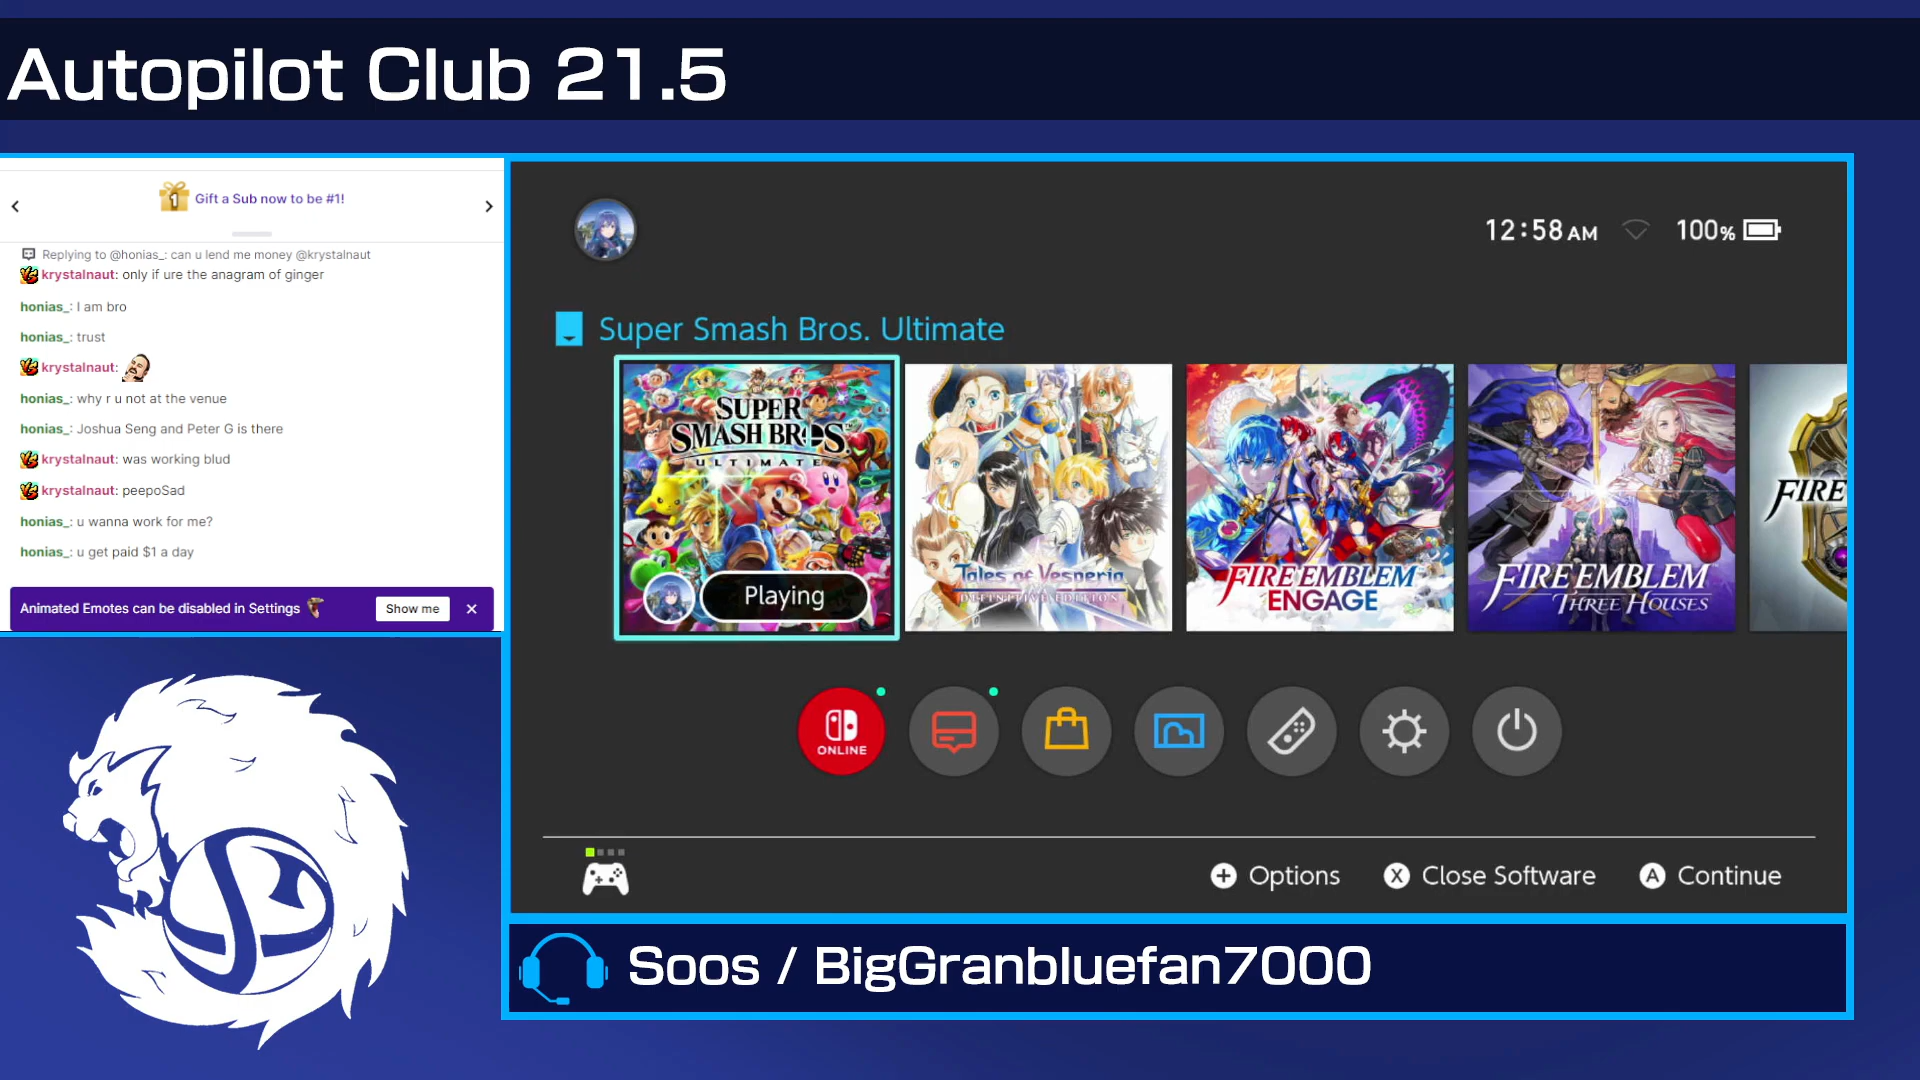 Autopilot Club 21.5
1 Gift a Sub now to be #1!
Replying to @honias_: can u lend me money @krystalnaut
krystalnaut: only if ure the anagram of ginger
honias_: I am bro
honias_: trust
krystalnaut:
honias_: why r u not at the venue
honias_: Joshua Seng and Peter G is there
krystalnaut: was working blud
krystalnaut: peepoSad
honias_: u wanna work for me?
honias_: u get paid $1 a day
Animated Emotes can be disabled in Settings
Show me
12:58 AM
100%
Super Smash Bros. Ultimate
SUPER
SMASH BROS.
ULTIMATE
Playing
Tales of Vesperia
DEFINITIVE EDITION
FIRE EMBLEM
ENGAGE
FIRE EMBLEM
THREE HOUSES
FIRE
ONLINE
+ Options
X Close Software
A Continue
Soos / BigGranbluefan7000